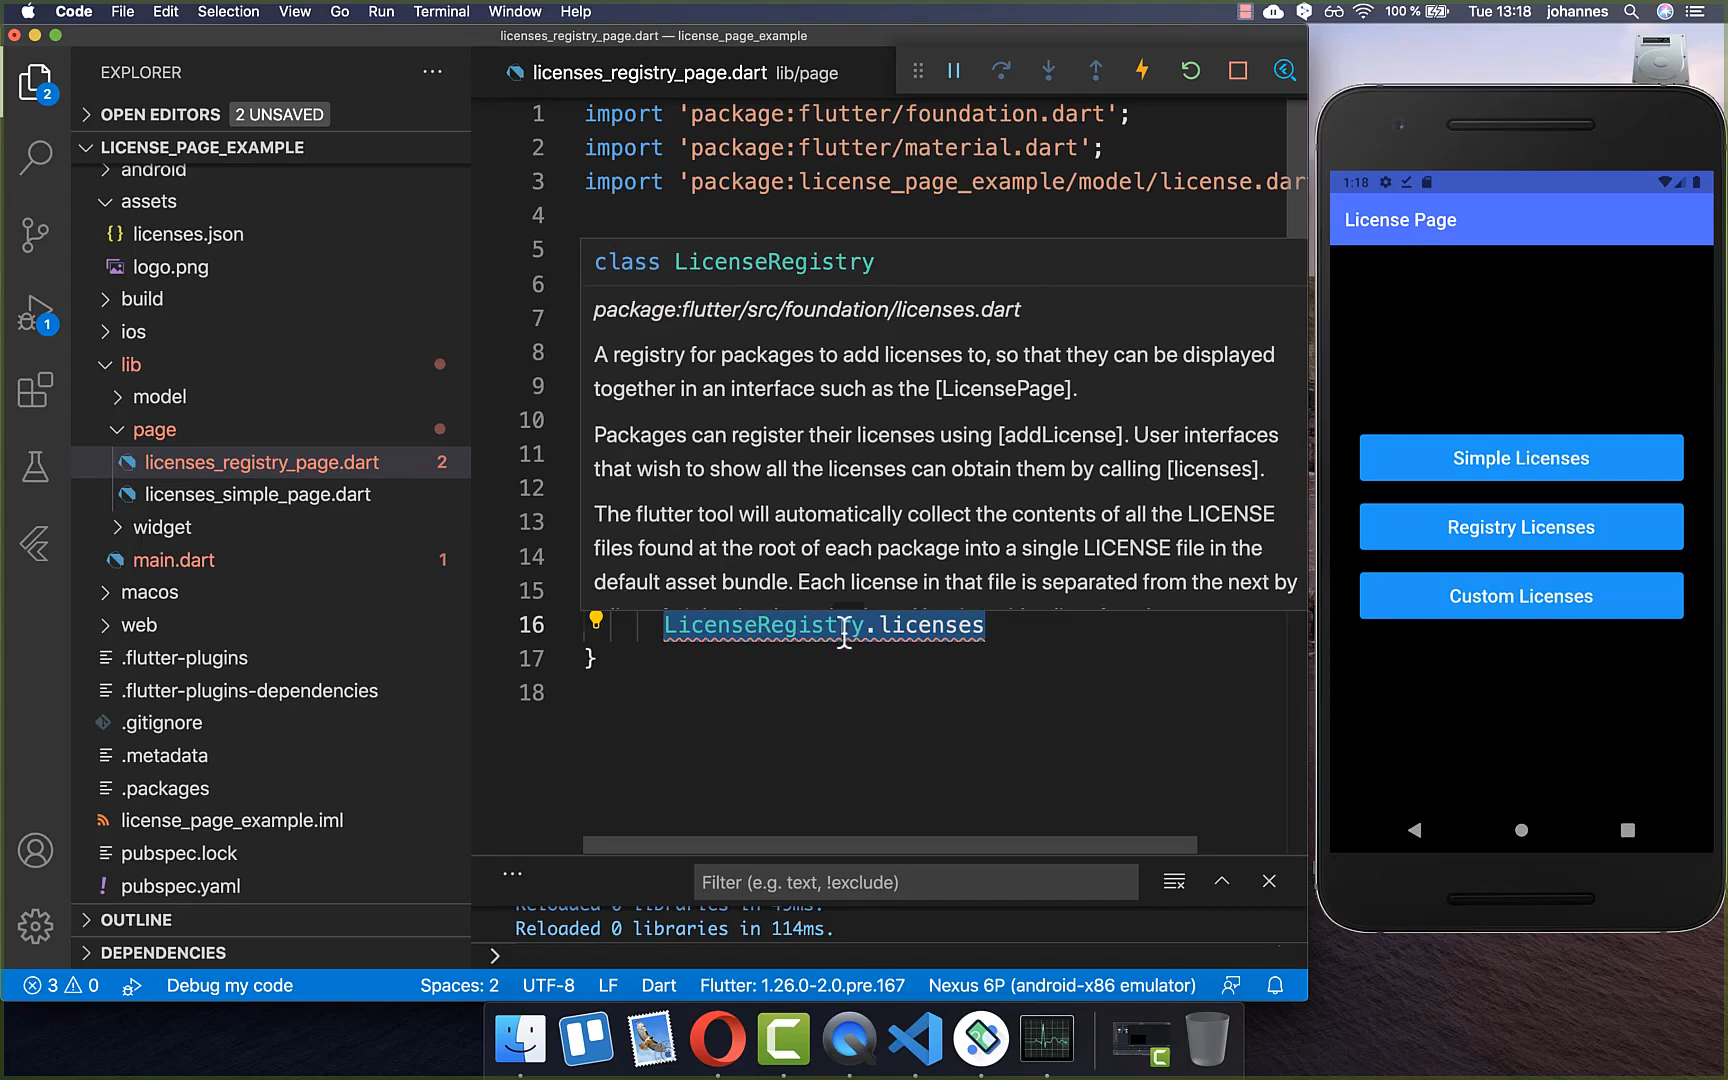 Code File Edit Selection View Go Run Terminal Window Help 100 % Tue 13:18 johannes
licenses_registry_page.dart — license_page_example
EXPLORER
OPEN EDITORS 2 UNSAVED
LICENSE_PAGE_EXAMPLE
android
assets
{} licenses.json
logo.png
build
ios
lib
model
page
licenses_registry_page.dart 2
licenses_simple_page.dart
widget
main.dart 1
macos
web
.flutter-plugins
.flutter-plugins-dependencies
.gitignore
.metadata
.packages
license_page_example.iml
pubspec.lock
! pubspec.yaml
OUTLINE
DEPENDENCIES
2
1
licenses_registry_page.dart lib/page
1 import 'package:flutter/foundation.dart';
2 import 'package:flutter/material.dart';
3 import 'package:license_page_example/model/license.dar
4
5
6
7
8
9
10
11
12
13
14
15
class LicenseRegistry
package:flutter/src/foundation/licenses.dart
A registry for packages to add licenses to, so that they can be displayed
together in an interface such as the [LicensePage].
Packages can register their licenses using [addLicense]. User interfaces
that wish to show all the licenses can obtain them by calling [licenses].
The flutter tool will automatically collect the contents of all the LICENSE
files found at the root of each package into a single LICENSE file in the
default asset bundle. Each license in that file is separated from the next by
16 LicenseRegistry.licenses
17 }
18
Filter (e.g. text, !exclude)
Reloaded 0 libraries in 49ms.
Reloaded 0 libraries in 114ms.
3 0 Debug my code Spaces: 2 UTF-8 LF Dart Flutter: 1.26.0-2.0.pre.167 Nexus 6P (android-x86 emulator)
1:18
License Page
Simple Licenses
Registry Licenses
Custom Licenses